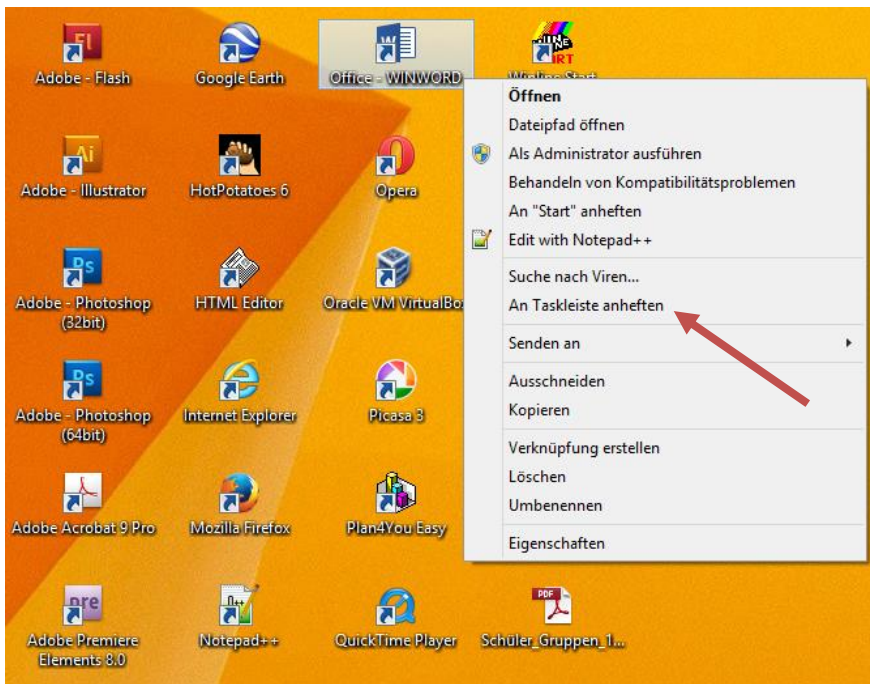 Adobe - Flash
Google Earth
Office - WINWORD
Öffnen
Dateipfad öffnen
Als Administrator ausführen
Behandeln von Kompatibilitätsproblemen
An "Start" anheften
Edit with Notepad++
Suche nach Viren...
An Taskleiste anheften
Senden an
Ausschneiden
Kopieren
Verknüpfung erstellen
Löschen
Umbenennen
Eigenschaften
Adobe - Illustrator
HotPotatoes 6
Opera
Adobe - Photoshop
(32bit)
HTML Editor
Oracle VM VirtualBo
Adobe - Photoshop
(64bit)
Internet Explorer
Picasa 3
Adobe Acrobat 9 Pro
Mozilla Firefox
Plan4You Easy
Adobe Premiere
Elements 8.0
Notepad++
QuickTime Player
PDF
Schüler_Gruppen_1...